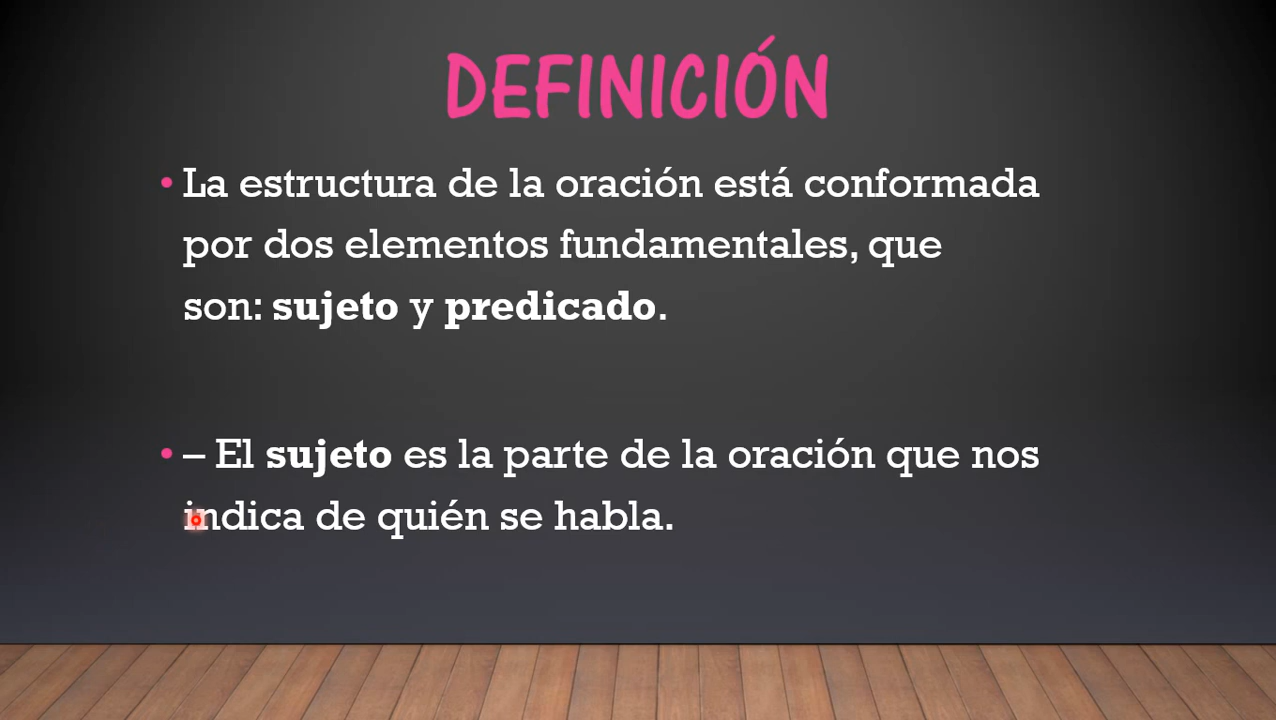 DEFINICIÓN
• La estructura de la oración está conformada
por dos elementos fundamentales, que
son: sujeto y predicado.
• – El sujeto es la parte de la oración que nos
indica de quién se habla.